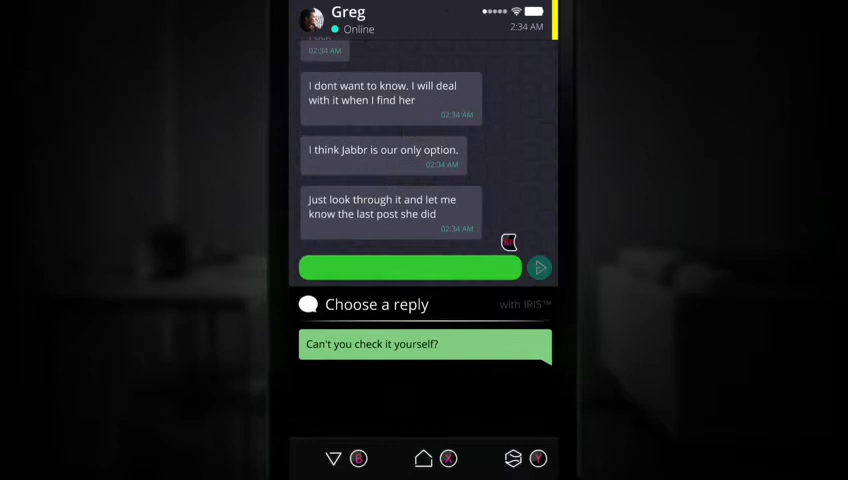 Greg
Online
2:34 AM
02:34 AM
I dont want to know. I will deal
with it when I find her
02:34 AM
I think Jabbr is our only option.
02:34 AM
Just look through it and let me
know the last post she did
02:34 AM
Choose a reply
with IRIS™
Can't you check it yourself?
B
X
Y